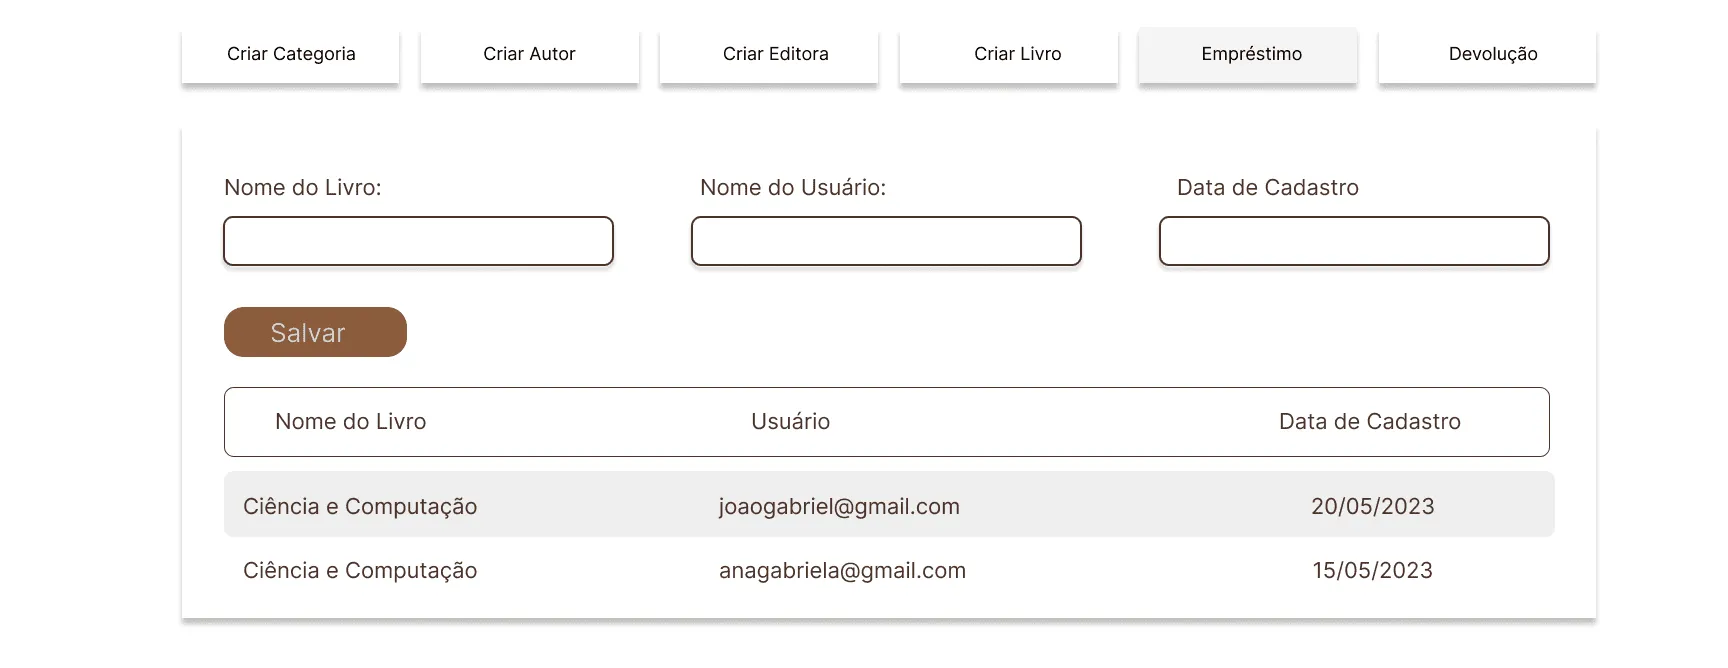 Criar Categoria Criar Autor Criar Editora Criar Livro Empréstimo Devolução
Nome do Livro: Nome do Usuário: Data de Cadastro
Salvar
Nome do Livro Usuário Data de Cadastro
Ciência e Computação joaogabriel@gmail.com 20/05/2023
Ciência e Computação anagabriela@gmail.com 15/05/2023